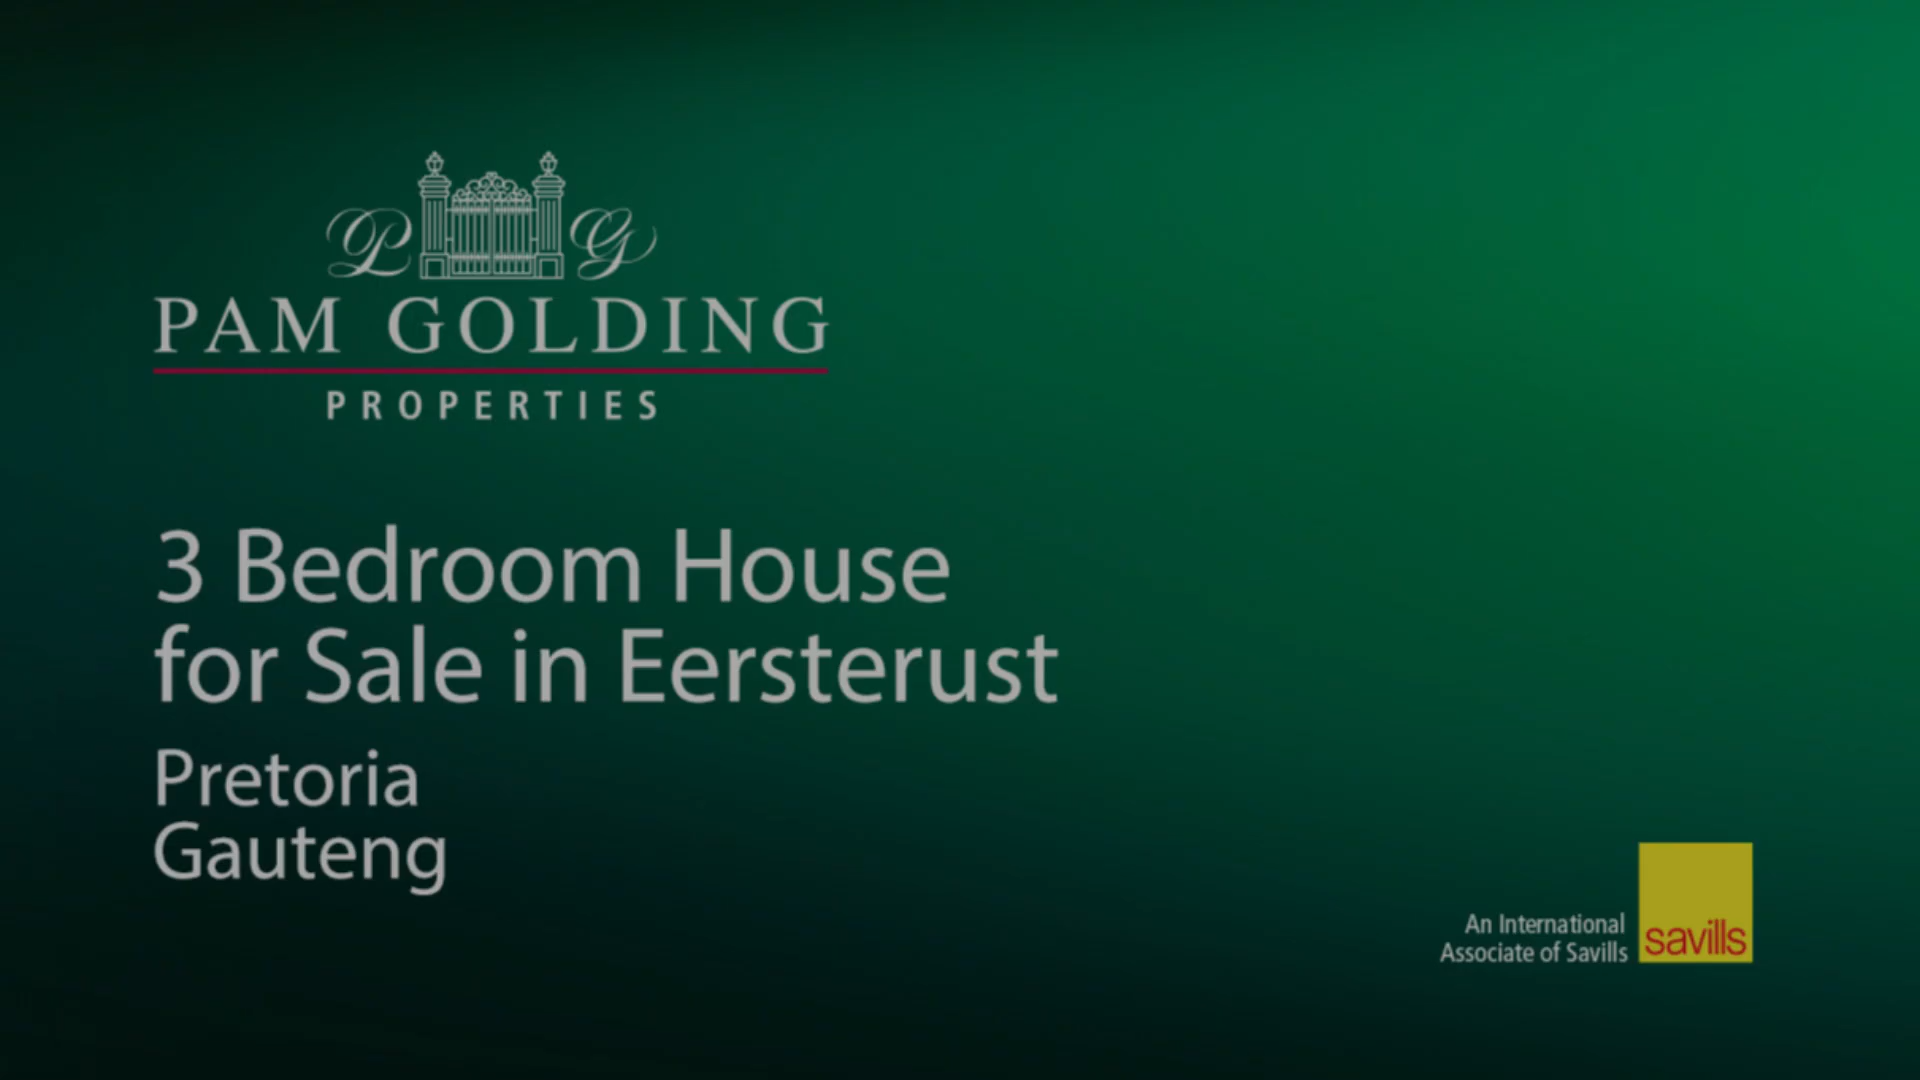 P G
PAM GOLDING
PROPERTIES
3 Bedroom House
for Sale in Eersterust
Pretoria
Gauteng
An International
Associate of Savills
savills